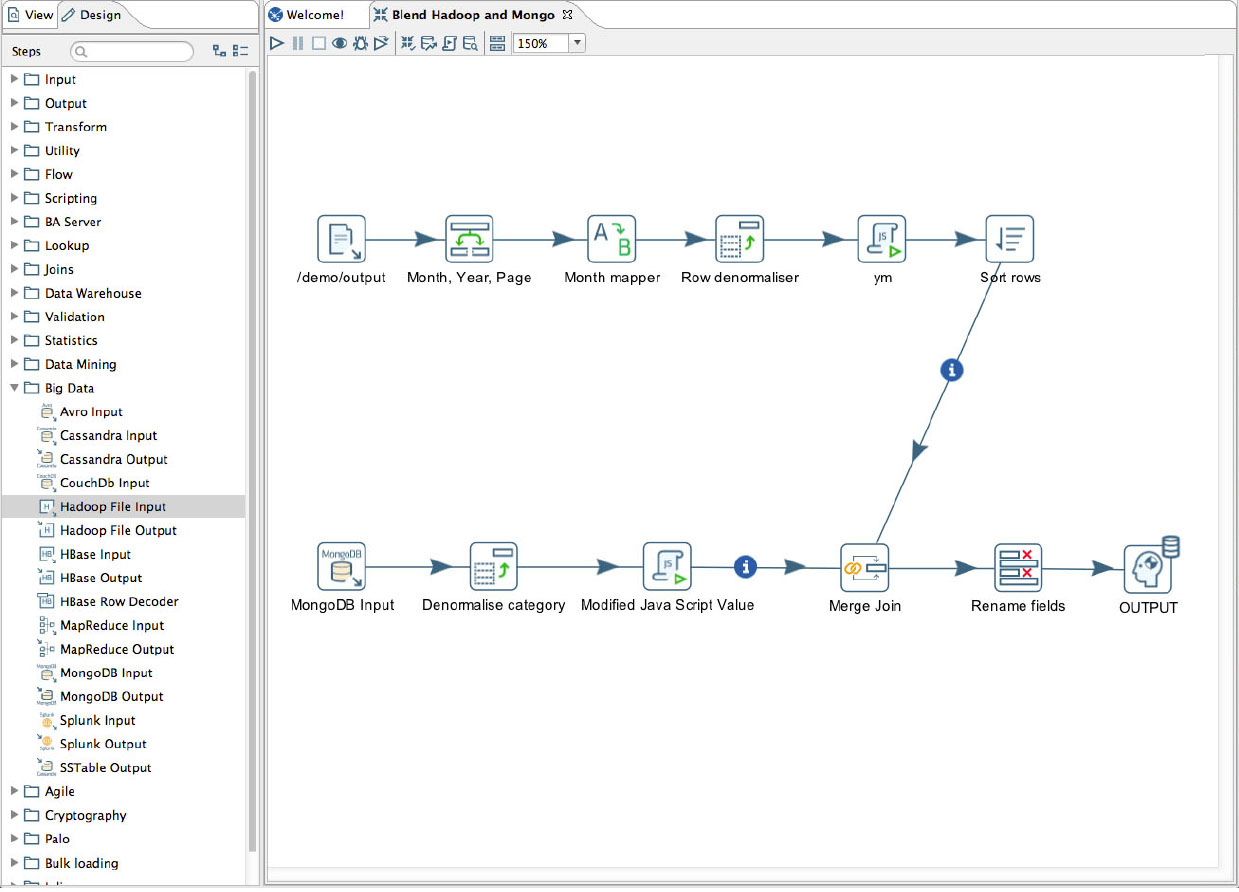 View
Design
Welcome!
Blend Hadoop and Mongo
Steps
150%
Input
Output
Transform
Utility
Flow
Scripting
BA Server
Lookup
Joins
Data Warehouse
Validation
Statistics
Data Mining
Big Data
Avro Input
Cassandra Input
Cassandra Output
CouchDb Input
Hadoop File Input
Hadoop File Output
HBase Input
HBase Output
HBase Row Decoder
MapReduce Input
MapReduce Output
MongoDB Input
MongoDB Output
Splunk Input
Splunk Output
SSTable Output
Agile
Cryptography
Palo
Bulk loading
A B
JS
/demo/output
Month, Year, Page
Month mapper
Row denormaliser
ym
Sort rows
MongoDB
JS
MongoDB Input
Denormalise category
Modified Java Script Value
Merge Join
Rename fields
OUTPUT